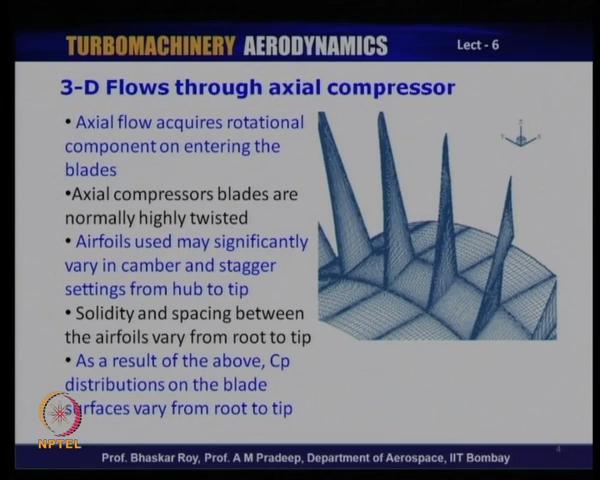 TURBOMACHINERY AERODYNAMICS
Lect - 6
3-D Flows through axial compressor
• Axial flow acquires rotational
component on entering the
blades
•Axial compressors blades are
normally highly twisted
• Airfoils used may significantly
vary in camber and stagger
settings from hub to tip
• Solidity and spacing between
the airfoils vary from root to tip
• As a result of the above, Cp
distributions on the blade
surfaces vary from root to tip
NPTEL
4
Prof. Bhaskar Roy, Prof. A M Pradeep, Department of Aerospace, IIT Bombay